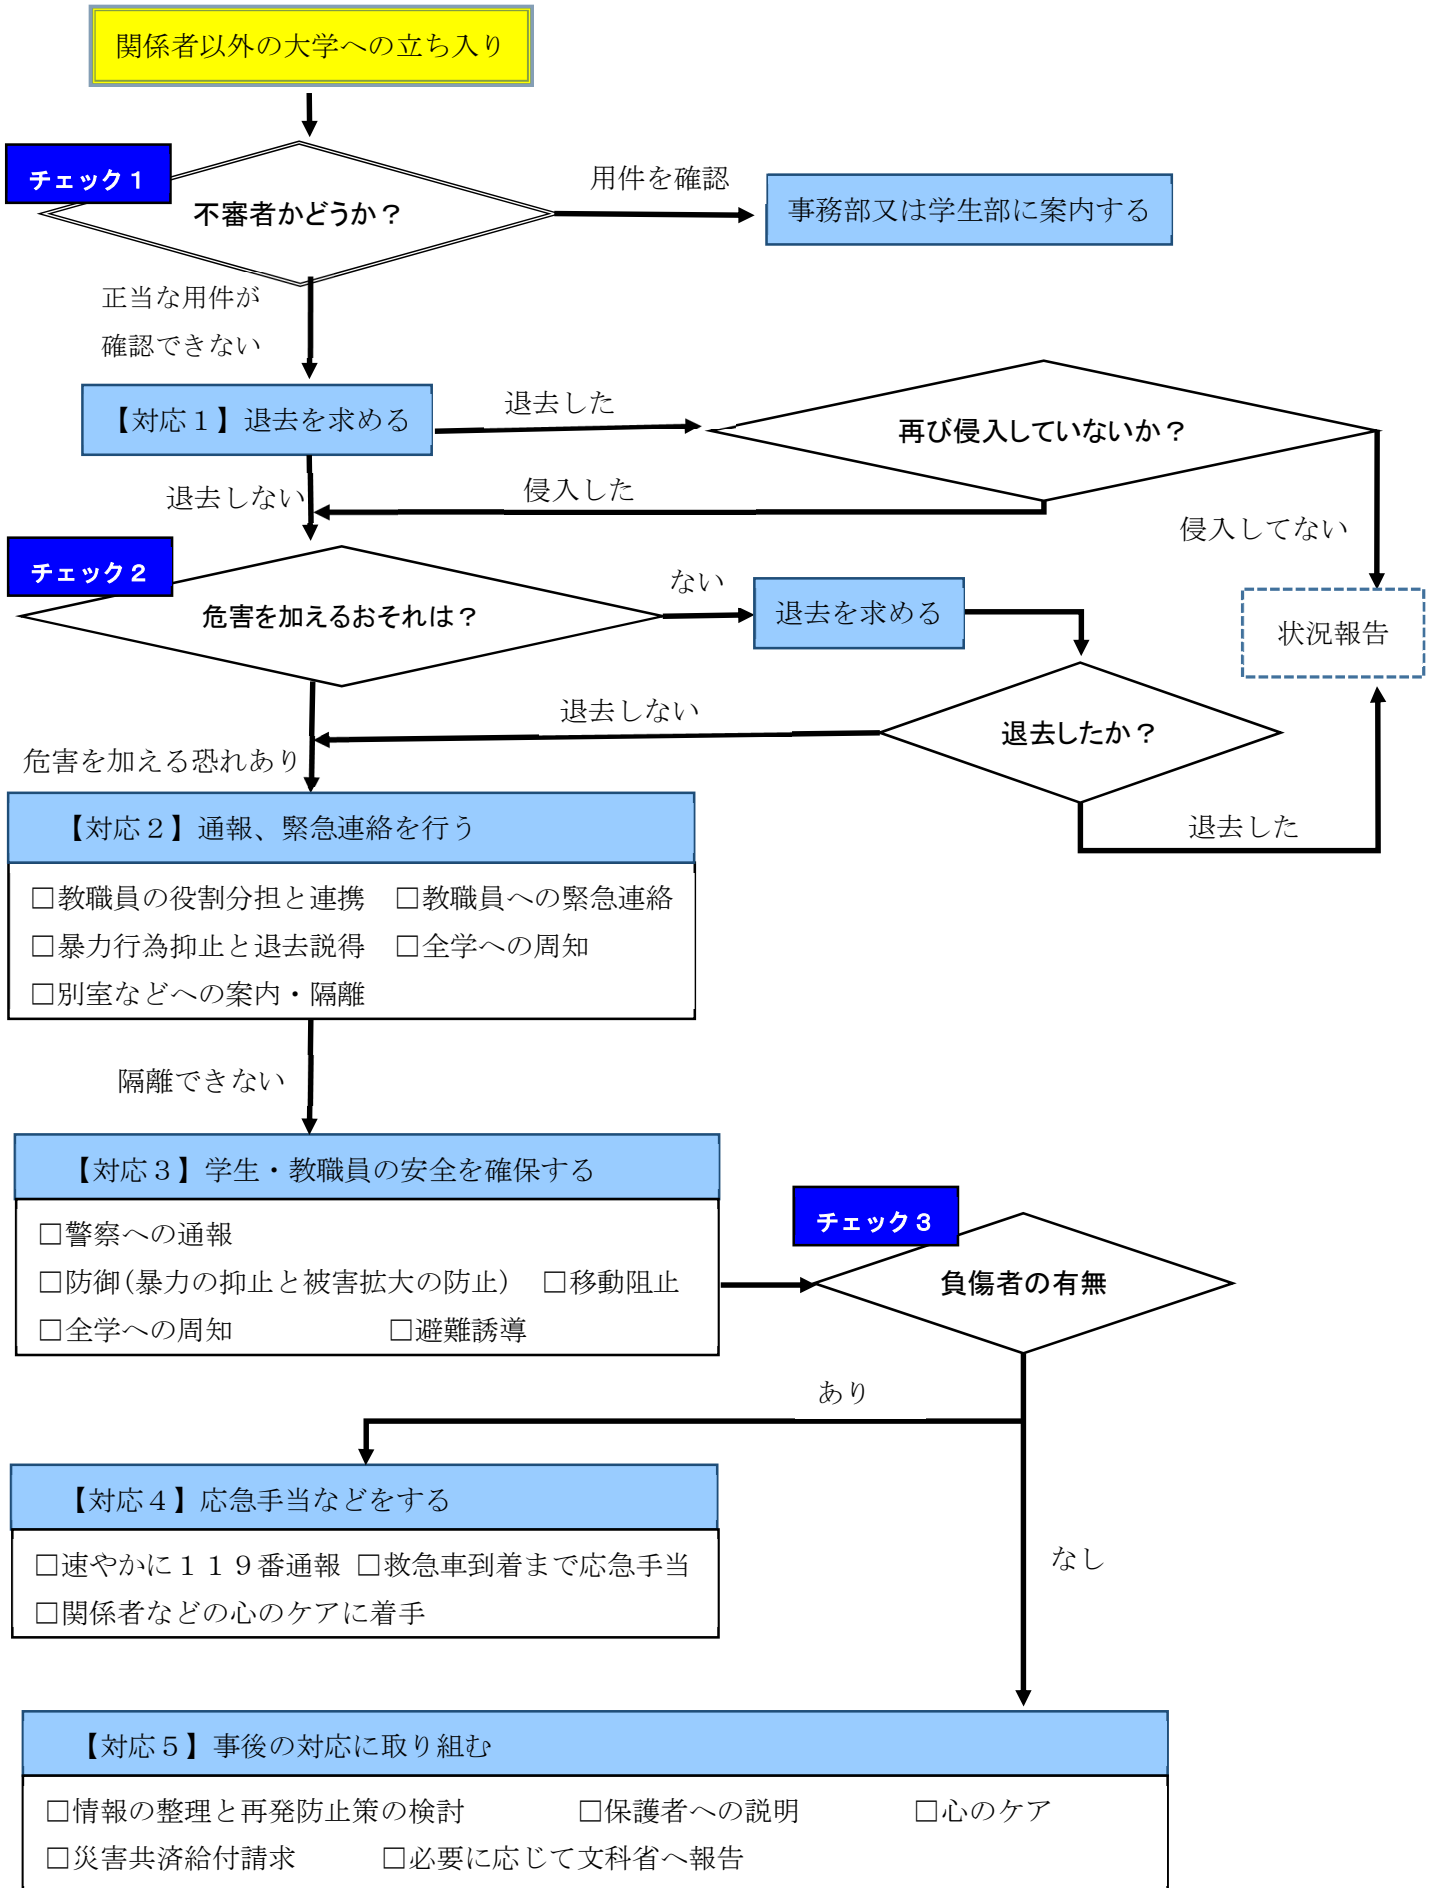 関係者以外の大学への立ち入り
チェック１
不審者かどうか？
用件を確認
事務部又は学生部に案内する
正当な用件が
確認できない
【対応１】退去を求める
退去した
再び侵入していないか？
退去しない
侵入した
侵入してない
チェック２
危害を加えるおそれは？
ない
退去を求める
状況報告
退去しない
退去したか？
危害を加える恐れあり
退去した
【対応２】通報、緊急連絡を行う
□教職員の役割分担と連携　□教職員への緊急連絡
□暴力行為抑止と退去説得　□全学への周知
□別室などへの案内・隔離
隔離できない
【対応３】学生・教職員の安全を確保する
□警察への通報
□防御(暴力の抑止と被害拡大の防止)　□移動阻止
□全学への周知　□避難誘導
チェック３
負傷者の有無
あり
【対応４】応急手当などをする
□速やかに１１９番通報　□救急車到着まで応急手当
□関係者などの心のケアに着手
なし
【対応５】事後の対応に取り組む
□情報の整理と再発防止策の検討　□保護者への説明　□心のケア
□災害共済給付請求　□必要に応じて文科省へ報告